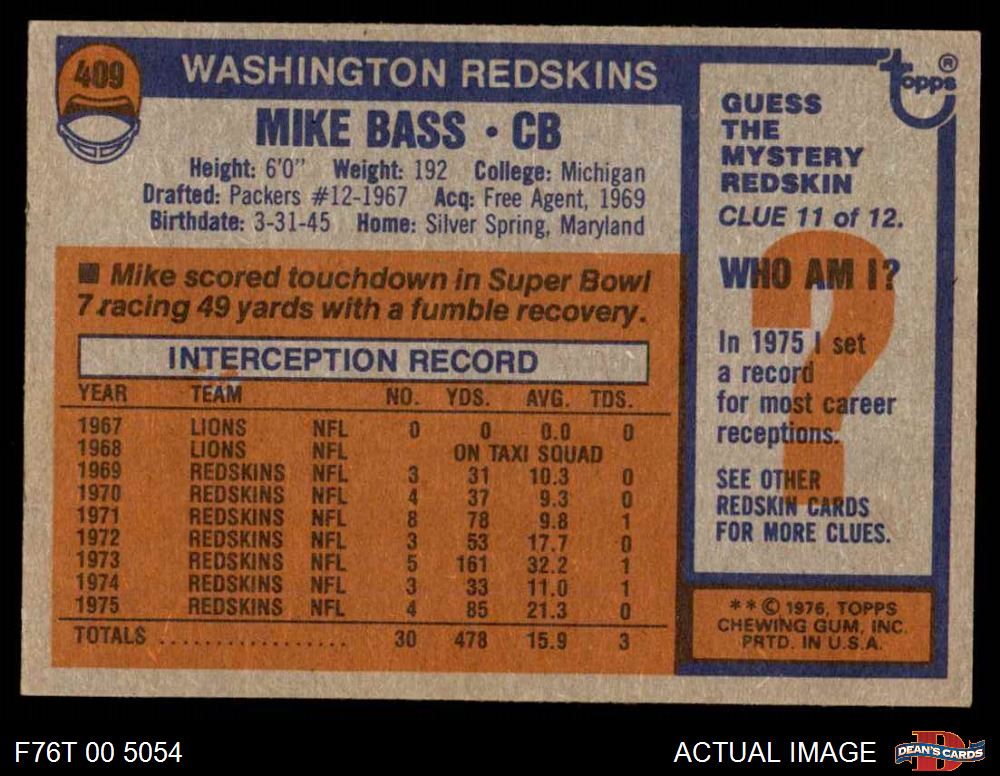 409
WASHINGTON REDSKINS
MIKE BASS • CB
Height: 6'0" Weight: 192 College: Michigan
Drafted: Packers #12-1967 Acq: Free Agent, 1969
Birthdate: 3-31-45 Home: Silver Spring, Maryland
■ Mike scored touchdown in Super Bowl
7 racing 49 yards with a fumble recovery.
INTERCEPTION RECORD
YEAR TEAM NO. YDS. AVG. TDS.
1967 LIONS NFL 0 0 0.0 0
1968 LIONS NFL ON TAXI SQUAD
1969 REDSKINS NFL 3 31 10.3 0
1970 REDSKINS NFL 4 37 9.3 0
1971 REDSKINS NFL 8 78 9.8 1
1972 REDSKINS NFL 3 53 17.7 0
1973 REDSKINS NFL 5 161 32.2 1
1974 REDSKINS NFL 3 33 11.0 1
1975 REDSKINS NFL 4 85 21.3 0
TOTALS .................. 30 478 15.9 3
topps®
GUESS
THE
MYSTERY
REDSKIN
CLUE 11 of 12.
WHO AM I?
?
In 1975 I set
a record
for most career
receptions.
SEE OTHER
REDSKIN CARDS
FOR MORE CLUES.
** © 1976, TOPPS
CHEWING GUM, INC.
PRTD. IN U.S.A.
F76T 00 5054
ACTUAL IMAGE
D
DEAN'S CARDS